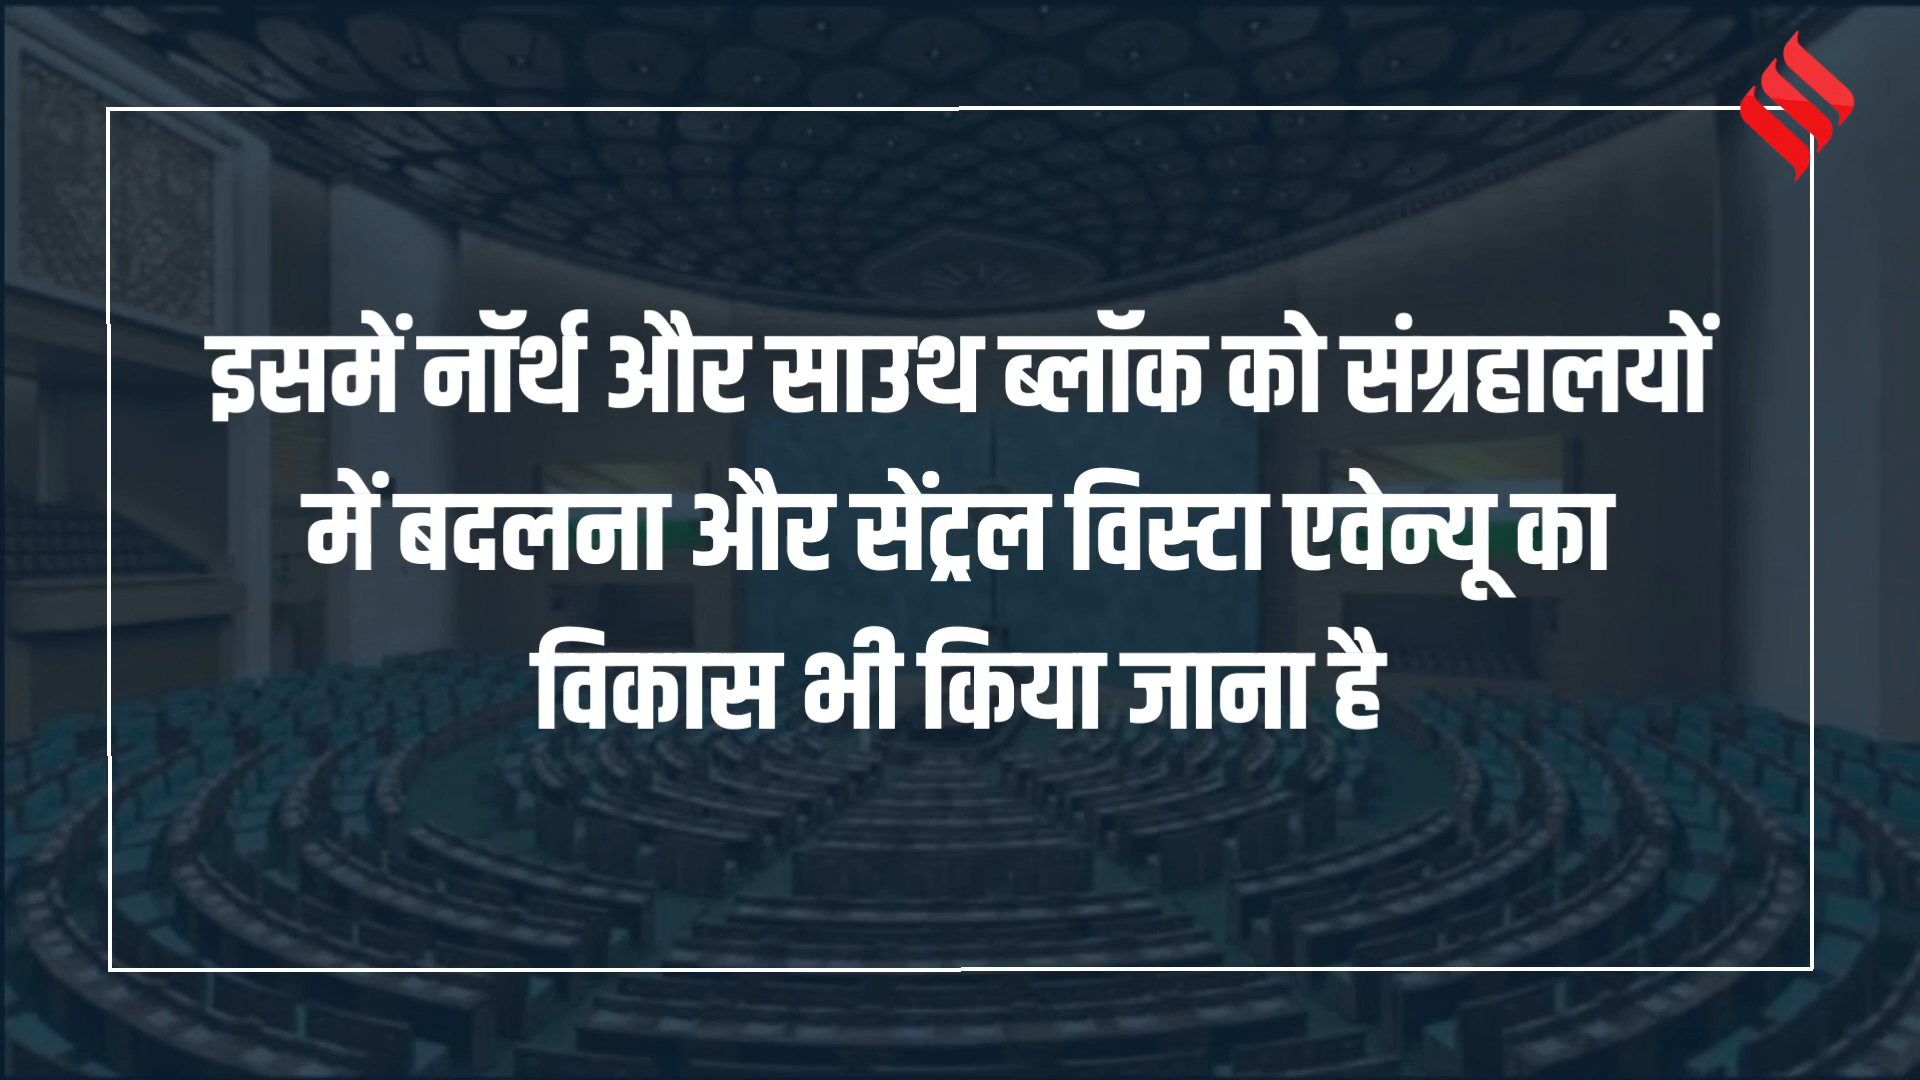 इसमें नॉर्थ और साउथ ब्लॉक को संग्रहालयों
में बदलना और सेंट्रल विस्टा एवेन्यू का
विकास भी किया जाना है